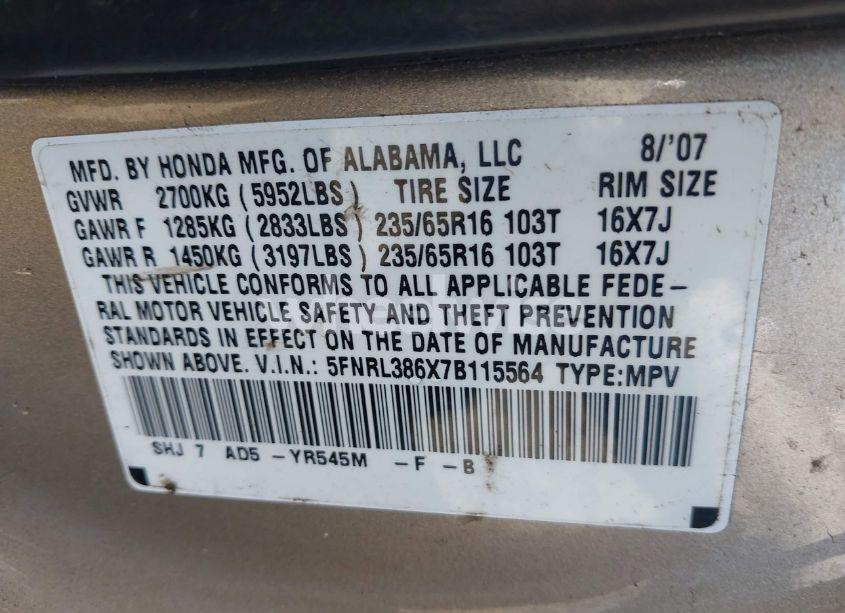 MFD. BY HONDA MFG. OF ALABAMA, LLC 8/'07
GVWR 2700KG (5952LBS) TIRE SIZE RIM SIZE
GAWR F 1285KG (2833LBS) 235/65R16 103T 16X7J
GAWR R 1450KG (3197LBS) 235/65R16 103T 16X7J
THIS VEHICLE CONFORMS TO ALL APPLICABLE FEDE-
RAL MOTOR VEHICLE SAFETY AND THEFT PREVENTION
STANDARDS IN EFFECT ON THE DATE OF MANUFACTURE
SHOWN ABOVE. V.I.N.: 5FNRL386X7B115564 TYPE:MPV
SHJ 7 AD5 -YR545M -F -B